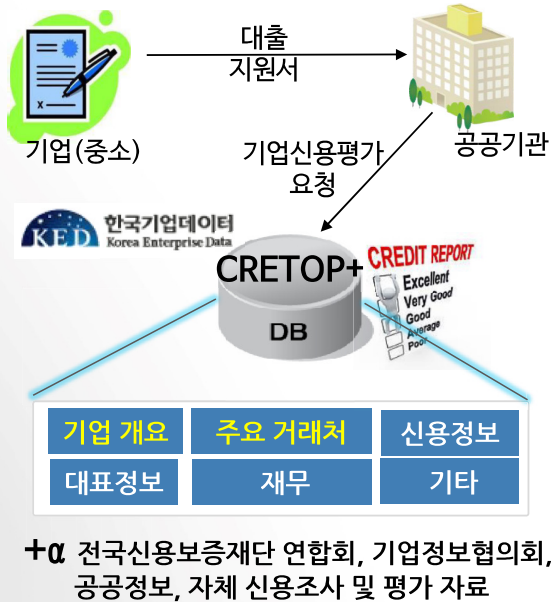 대출
지원서
기업(중소)
공공기관
기업신용평가
요청
KED 한국기업데이터
Korea Enterprise Data
CRETOP+
DB
CREDIT REPORT
Excellent
Very Good
Good
Average
Poor
기업 개요 주요 거래처 신용정보
대표정보 재무 기타
+α 전국신용보증재단 연합회, 기업정보협의회,
공공정보, 자체 신용조사 및 평가 자료